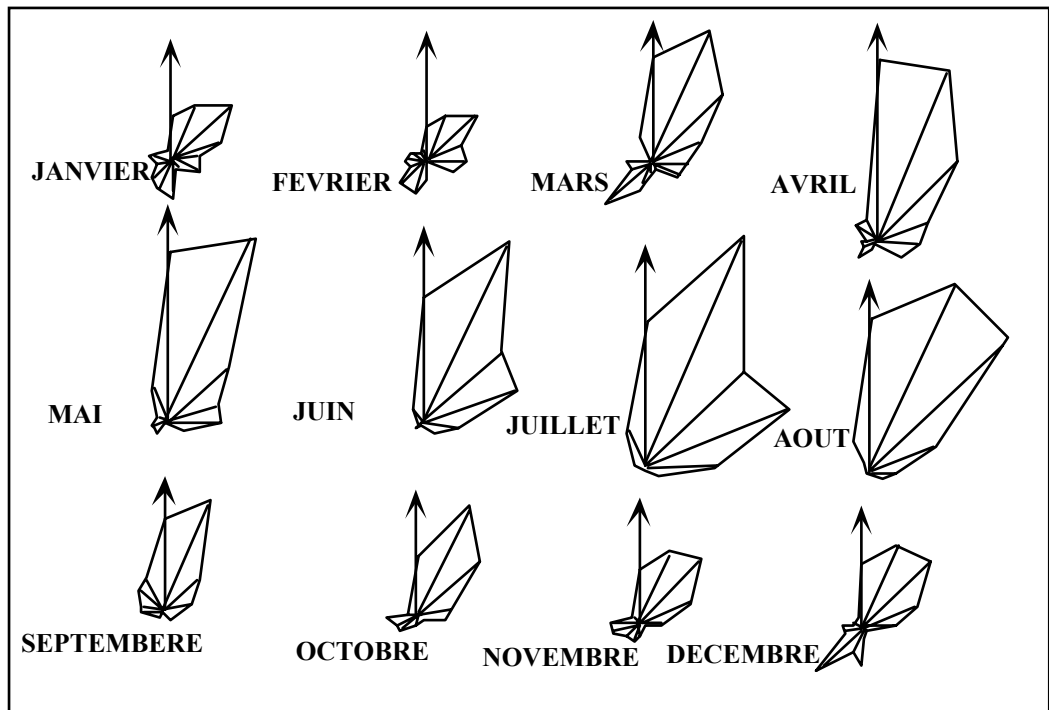 JANVIER
FEVRIER
MARS
AVRIL
MAI
JUIN
JUILLET
AOUT
SEPTEMBERE
OCTOBRE
NOVEMBRE
DECEMBRE